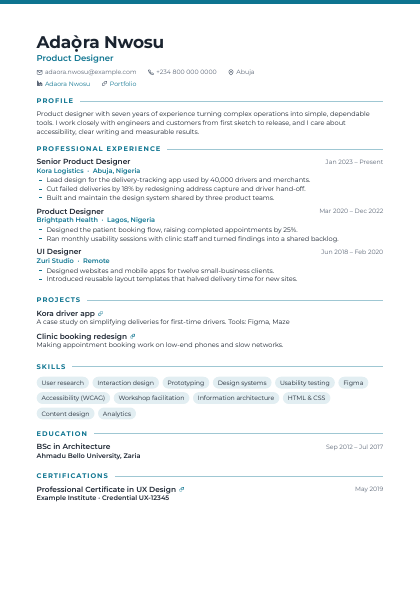 Adaọ̀ra Nwosu
Product Designer
adaora.nwosu@example.com +234 800 000 0000 Abuja
Adaora Nwosu Portfolio
PROFILE
Product designer with seven years of experience turning complex operations into simple, dependable
tools. I work closely with engineers and customers from first sketch to release, and I care about
accessibility, clear writing and measurable results.
PROFESSIONAL EXPERIENCE
Senior Product Designer Jan 2023 – Present
Kora Logistics · Abuja, Nigeria
– Lead design for the delivery-tracking app used by 40,000 drivers and merchants.
– Cut failed deliveries by 18% by redesigning address capture and driver hand-off.
– Built and maintain the design system shared by three product teams.
Product Designer Mar 2020 – Dec 2022
Brightpath Health · Lagos, Nigeria
– Designed the patient booking flow, raising completed appointments by 25%.
– Ran monthly usability sessions with clinic staff and turned findings into a shared backlog.
UI Designer Jun 2018 – Feb 2020
Zuri Studio · Remote
– Designed websites and mobile apps for twelve small-business clients.
– Introduced reusable layout templates that halved delivery time for new sites.
PROJECTS
Kora driver app
A case study on simplifying deliveries for first-time drivers. Tools: Figma, Maze
Clinic booking redesign
Making appointment booking work on low-end phones and slow networks.
SKILLS
User research Interaction design Prototyping Design systems Usability testing Figma
Accessibility (WCAG) Workshop facilitation Information architecture HTML & CSS
Content design Analytics
EDUCATION
BSc in Architecture Sep 2012 – Jul 2017
Ahmadu Bello University, Zaria
CERTIFICATIONS
Professional Certificate in UX Design May 2019
Example Institute · Credential UX-12345